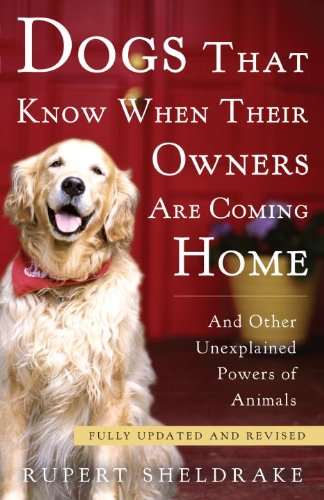 DOGS THAT
KNOW WHEN THEIR
OWNERS
ARE COMING
HOME
And Other
Unexplained
Powers of
Animals
FULLY UPDATED AND REVISED
RUPERT SHELDRAKE